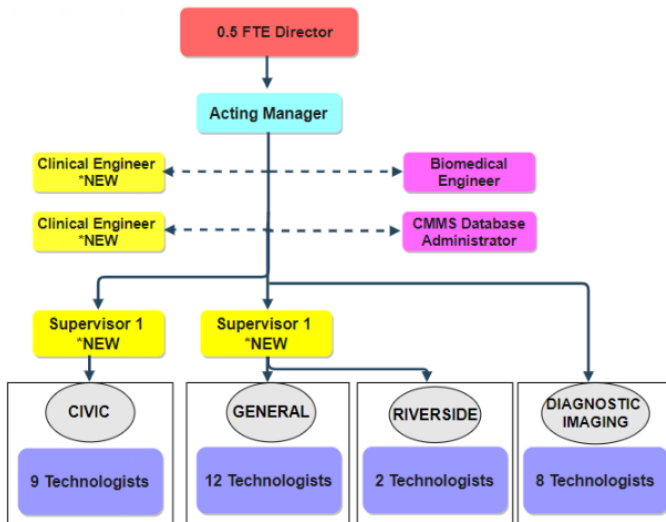 0.5 FTE Director
Acting Manager
Clinical Engineer
*NEW
Biomedical
Engineer
Clinical Engineer
*NEW
CMMS Database
Administrator
Supervisor 1
*NEW
Supervisor 1
*NEW
CIVIC
GENERAL
RIVERSIDE
DIAGNOSTIC
IMAGING
9 Technologists
12 Technologists
2 Technologists
8 Technologists